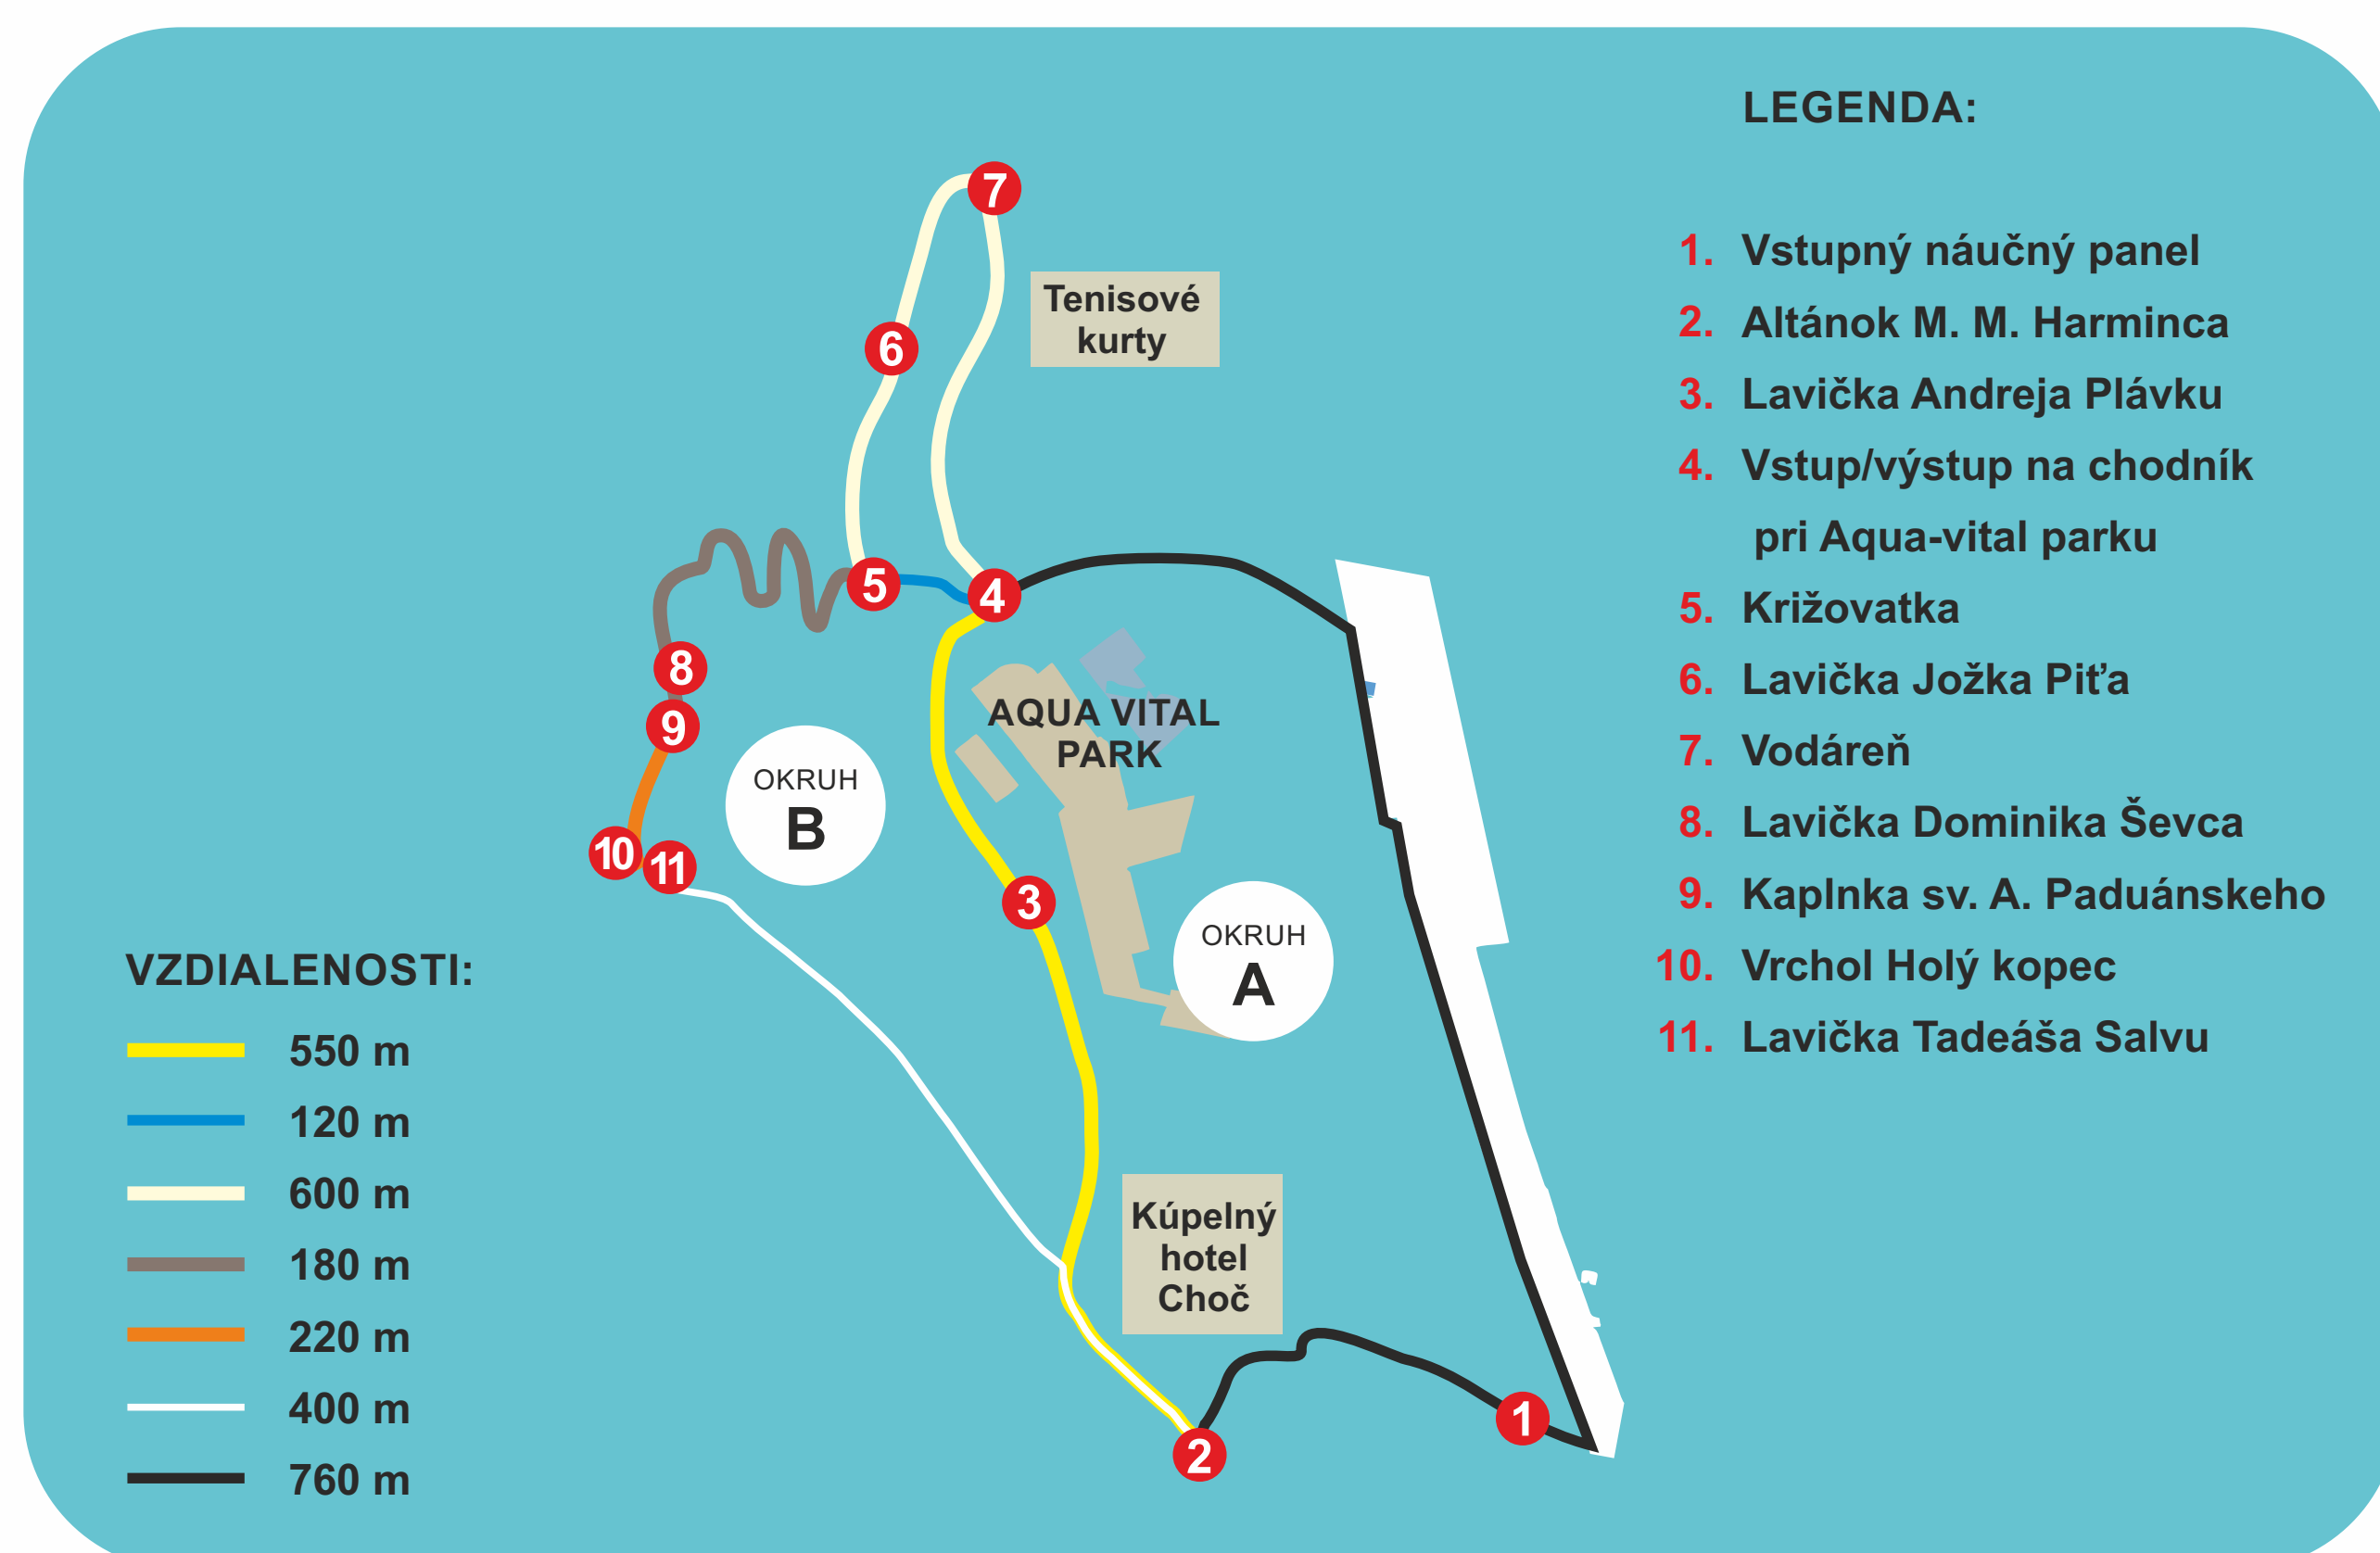 LEGENDA:
1. Vstupný náučný panel
2. Altánok M. M. Harminca
3. Lavička Andreja Plávku
4. Vstup/výstup na chodník
pri Aqua-vital parku
5. Križovatka
6. Lavička Jožka Piťa
7. Vodáreň
8. Lavička Dominika Ševca
9. Kaplnka sv. A. Paduánskeho
10. Vrchol Holý kopec
11. Lavička Tadeáša Salvu
7
Tenisové
kurty
6
5
4
8
9
AQUA VITAL
PARK
OKRUH
B
10
11
3
OKRUH
A
Kúpelný
hotel
Choč
1
2
VZDIALENOSTI:
550 m
120 m
600 m
180 m
220 m
400 m
760 m